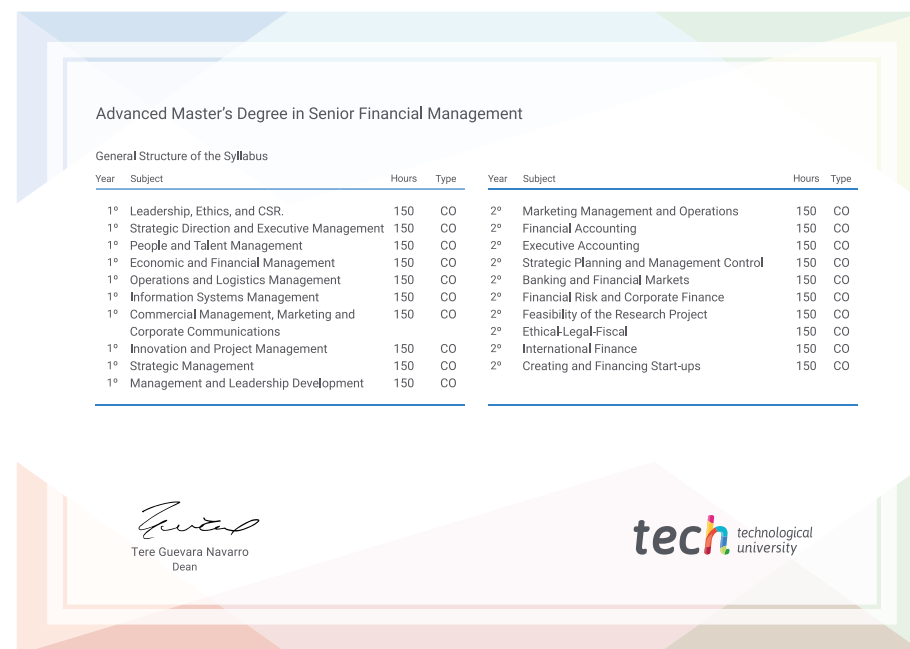 Advanced Master's Degree in Senior Financial Management
General Structure of the Syllabus
Year Subject Hours Type
1º Leadership, Ethics, and CSR. 150 CO
1º Strategic Direction and Executive Management 150 CO
1º People and Talent Management 150 CO
1º Economic and Financial Management 150 CO
1º Operations and Logistics Management 150 CO
1º Information Systems Management 150 CO
1º Commercial Management, Marketing and 150 CO
Corporate Communications
1º Innovation and Project Management 150 CO
1º Strategic Management 150 CO
1º Management and Leadership Development 150 CO
Year Subject Hours Type
2º Marketing Management and Operations 150 CO
2º Financial Accounting 150 CO
2º Executive Accounting 150 CO
2º Strategic Planning and Management Control 150 CO
2º Banking and Financial Markets 150 CO
2º Financial Risk and Corporate Finance 150 CO
2º Feasibility of the Research Project 150 CO
2º Ethical-Legal-Fiscal 150 CO
2º International Finance 150 CO
2º Creating and Financing Start-ups 150 CO
Tere Guevara Navarro
Dean
tech technological
university